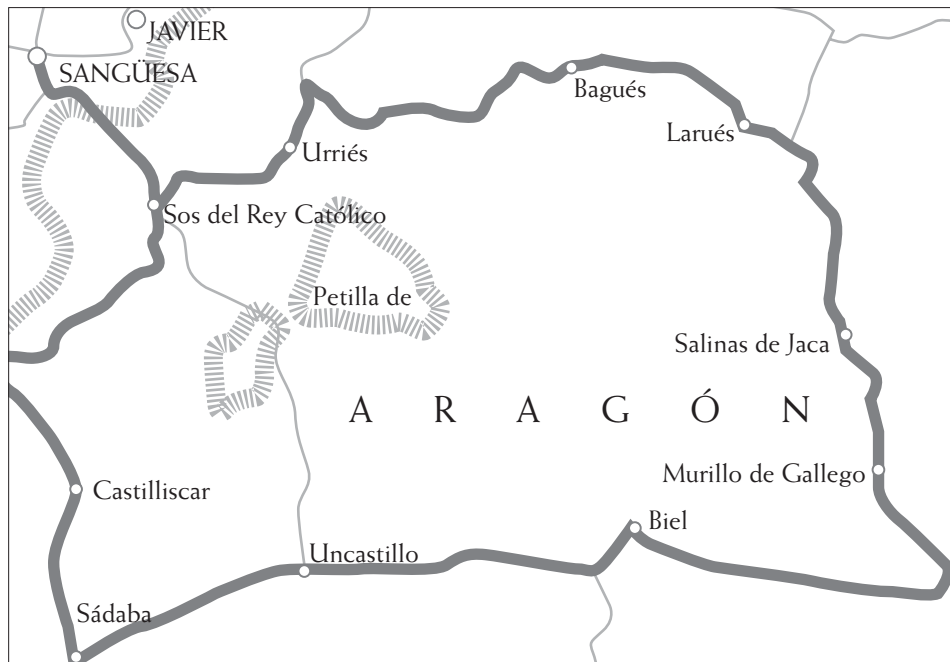 JAVIER
SANGÜESA
Bagués
Larués
Urriés
Sos del Rey Católico
Petilla de
Salinas de Jaca
ARAGÓN
Murillo de Gallego
Castilliscar
Biel
Uncastillo
Sádaba